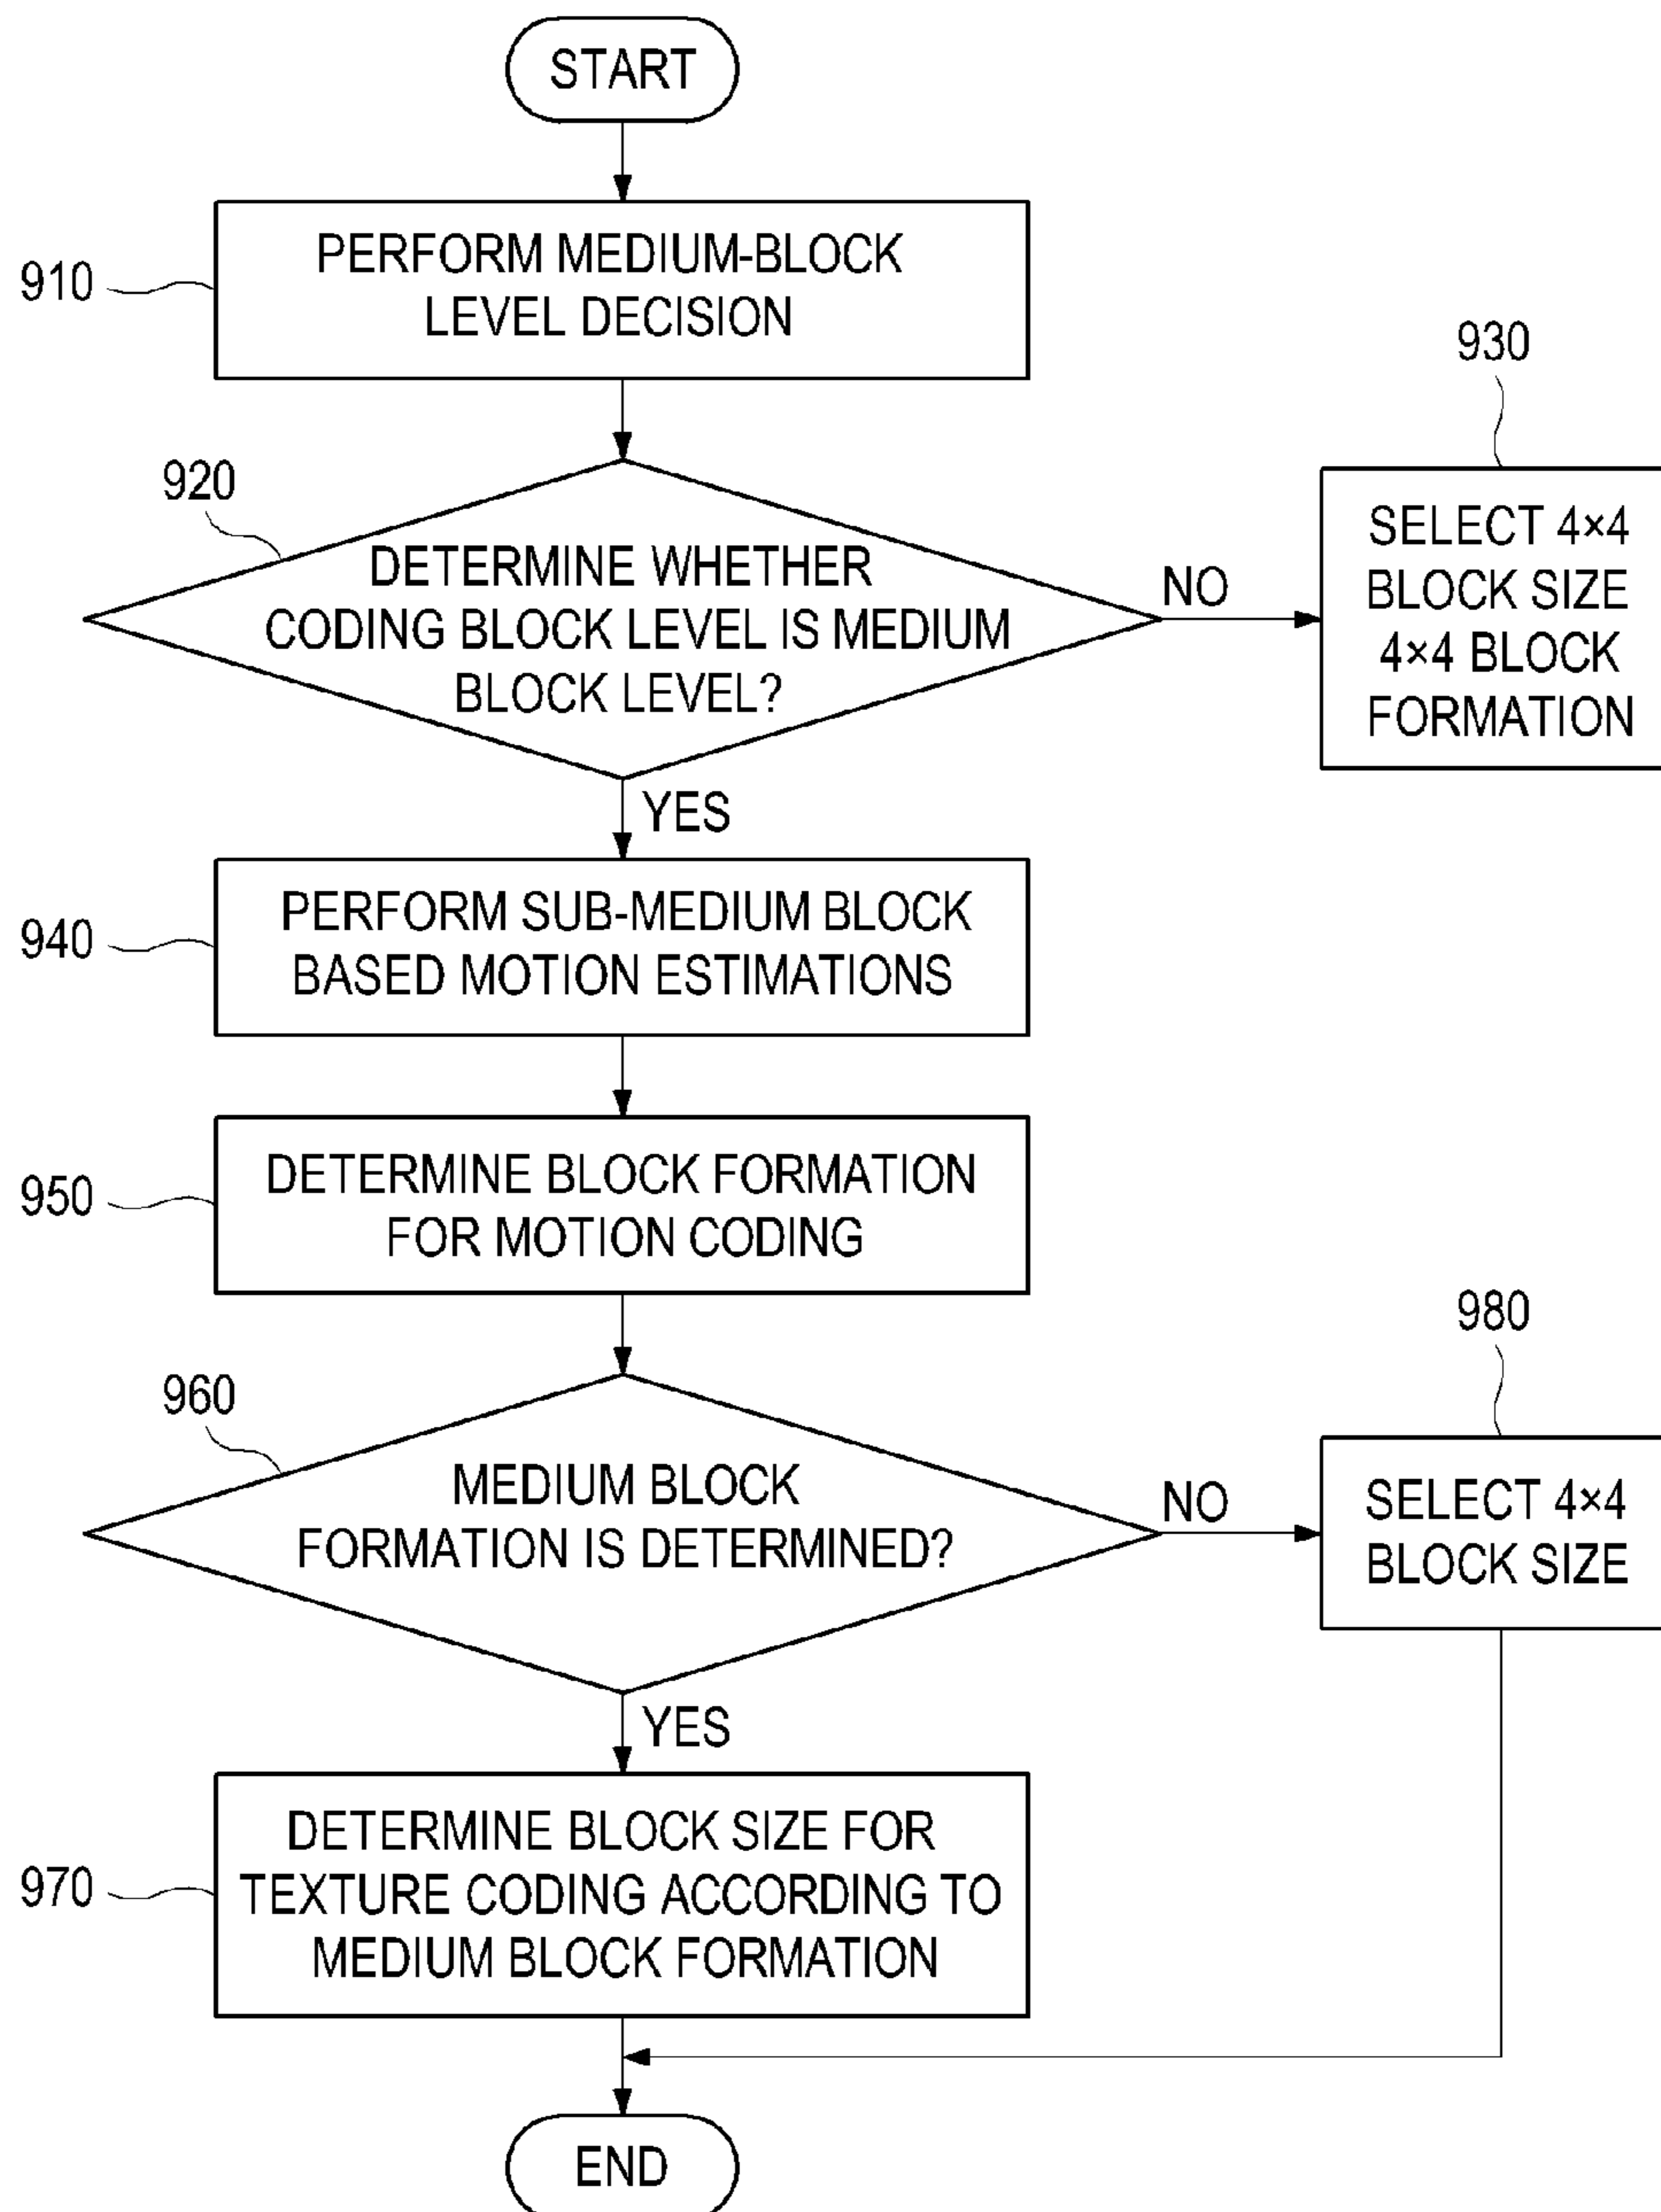 START
910
PERFORM MEDIUM-BLOCK
LEVEL DECISION
920
DETERMINE WHETHER
CODING BLOCK LEVEL IS MEDIUM
BLOCK LEVEL?
NO
930
SELECT 4×4
BLOCK SIZE
4×4 BLOCK
FORMATION
YES
940
PERFORM SUB-MEDIUM BLOCK
BASED MOTION ESTIMATIONS
950
DETERMINE BLOCK FORMATION
FOR MOTION CODING
960
MEDIUM BLOCK
FORMATION IS DETERMINED?
NO
980
SELECT 4×4
BLOCK SIZE
YES
970
DETERMINE BLOCK SIZE FOR
TEXTURE CODING ACCORDING TO
MEDIUM BLOCK FORMATION
END